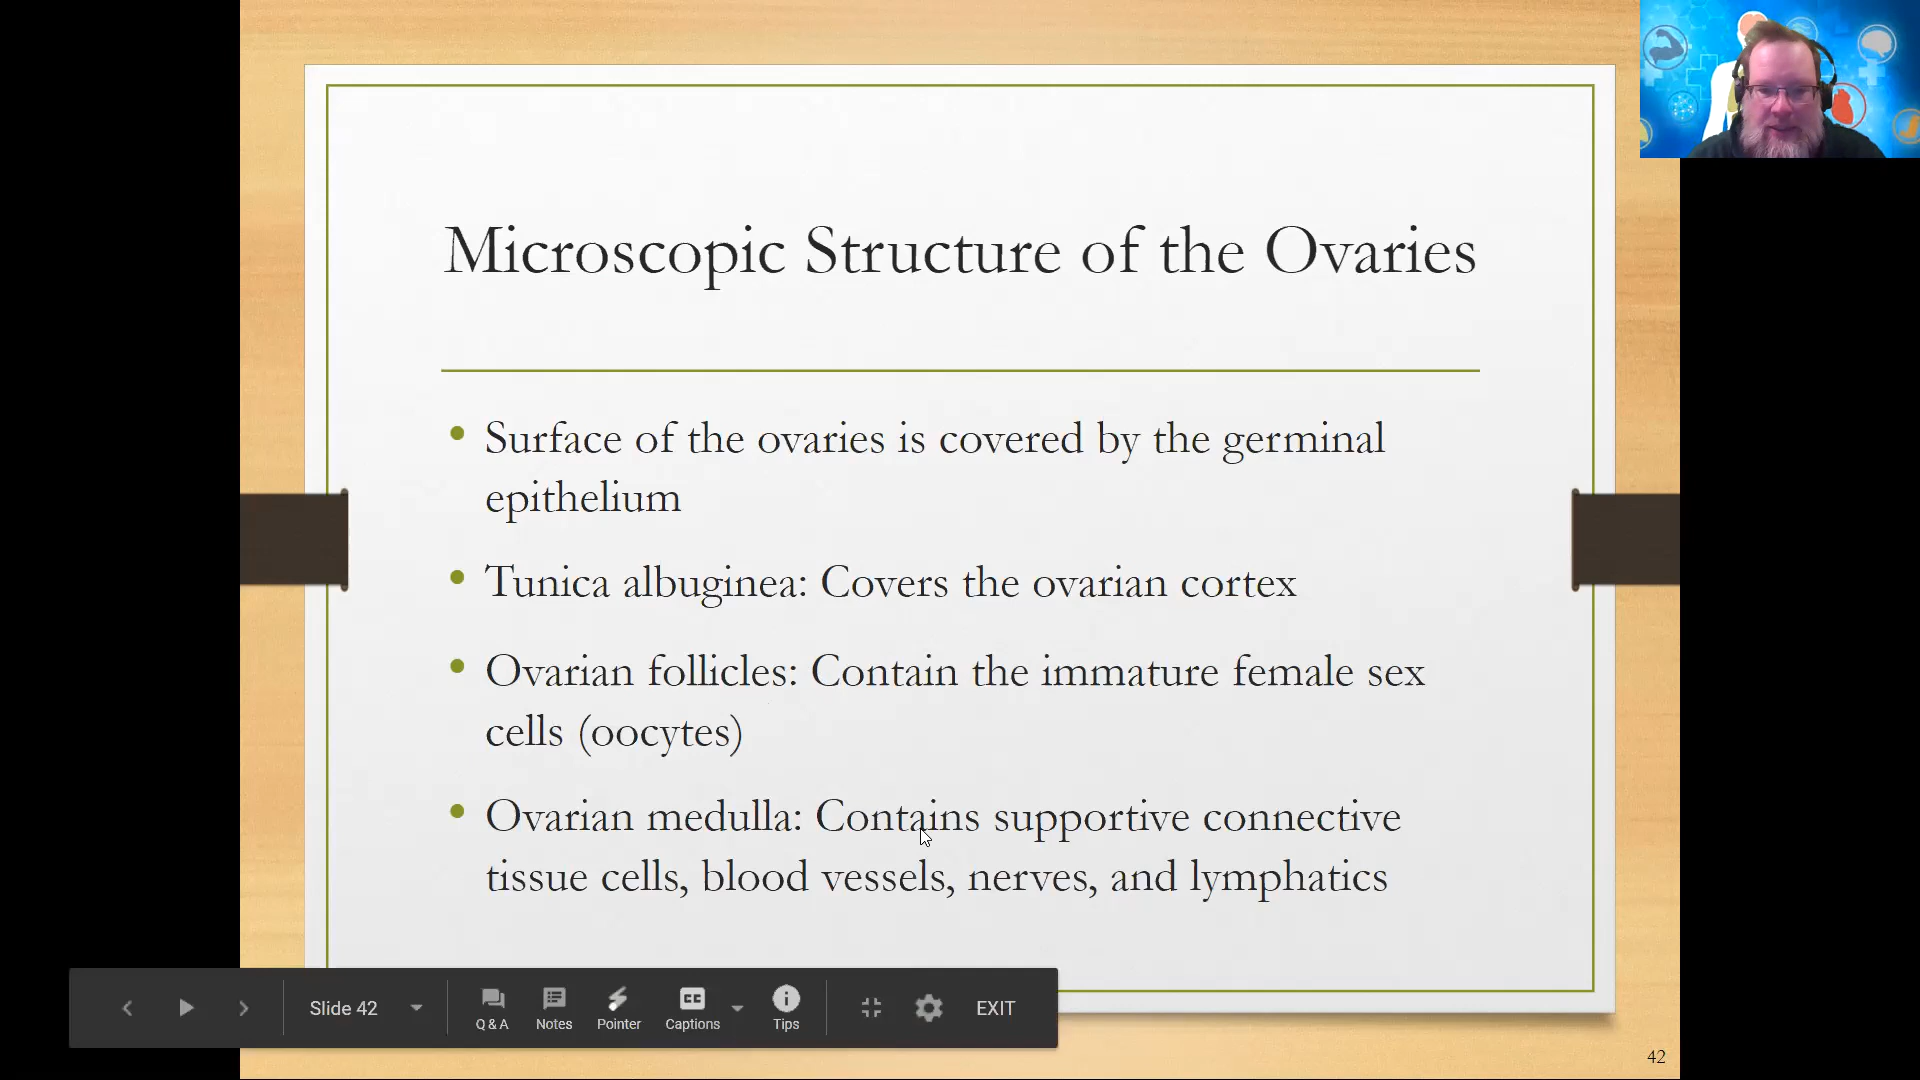 Microscopic Structure of the Ovaries
• Surface of the ovaries is covered by the germinal
epithelium
• Tunica albuginea: Covers the ovarian cortex
• Ovarian follicles: Contain the immature female sex
cells (oocytes)
• Ovarian medulla: Contains supportive connective
tissue cells, blood vessels, nerves, and lymphatics
Slide 42
Q & A
Notes
Pointer
CC
Captions
Tips
EXIT
42